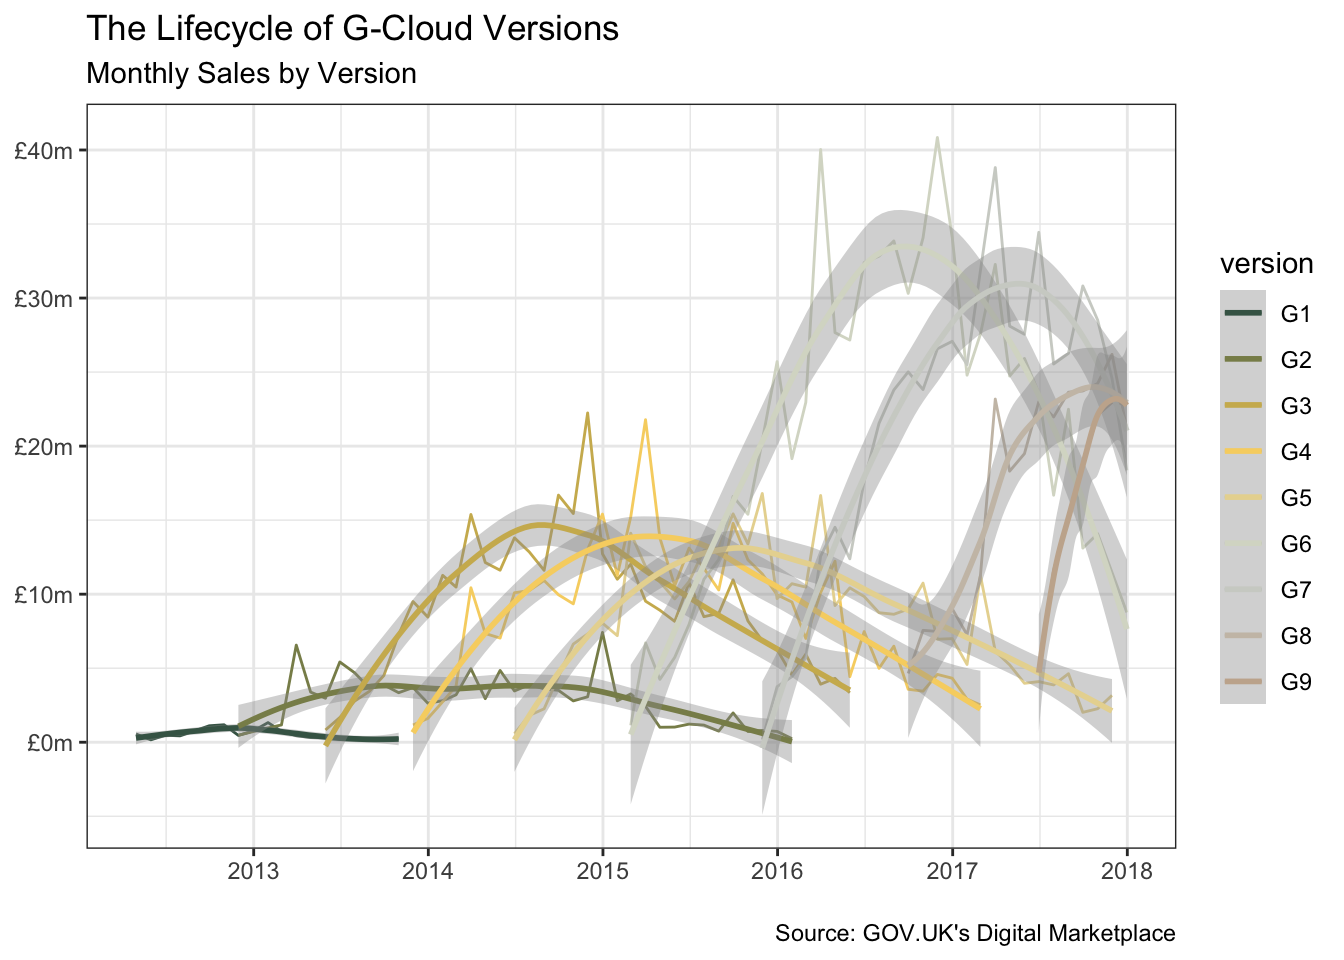 The Lifecycle of G-Cloud Versions
Monthly Sales by Version
£40m
£30m
£20m
£10m
£0m
2013 2014 2015 2016 2017 2018
version
G1
G2
G3
G4
G5
G6
G7
G8
G9
Source: GOV.UK's Digital Marketplace